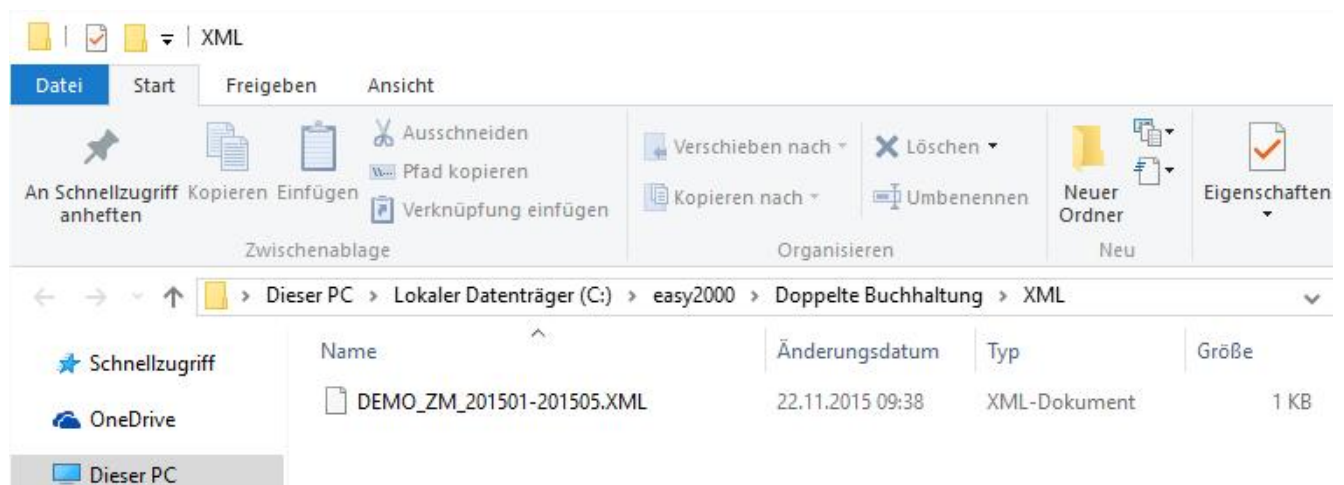 XML
Datei Start Freigeben Ansicht
An Schnellzugriff anheften
Kopieren
Einfügen
Ausschneiden
Pfad kopieren
Verknüpfung einfügen
Zwischenablage
Verschieben nach
Kopieren nach
Löschen
Umbenennen
Organisieren
Neuer
Ordner
Neu
Eigenschaften
Dieser PC > Lokaler Datenträger (C:) > easy2000 > Doppelte Buchhaltung > XML
Schnellzugriff
OneDrive
Dieser PC
Name Änderungsdatum Typ Größe
DEMO_ZM_201501-201505.XML 22.11.2015 09:38 XML-Dokument 1 KB